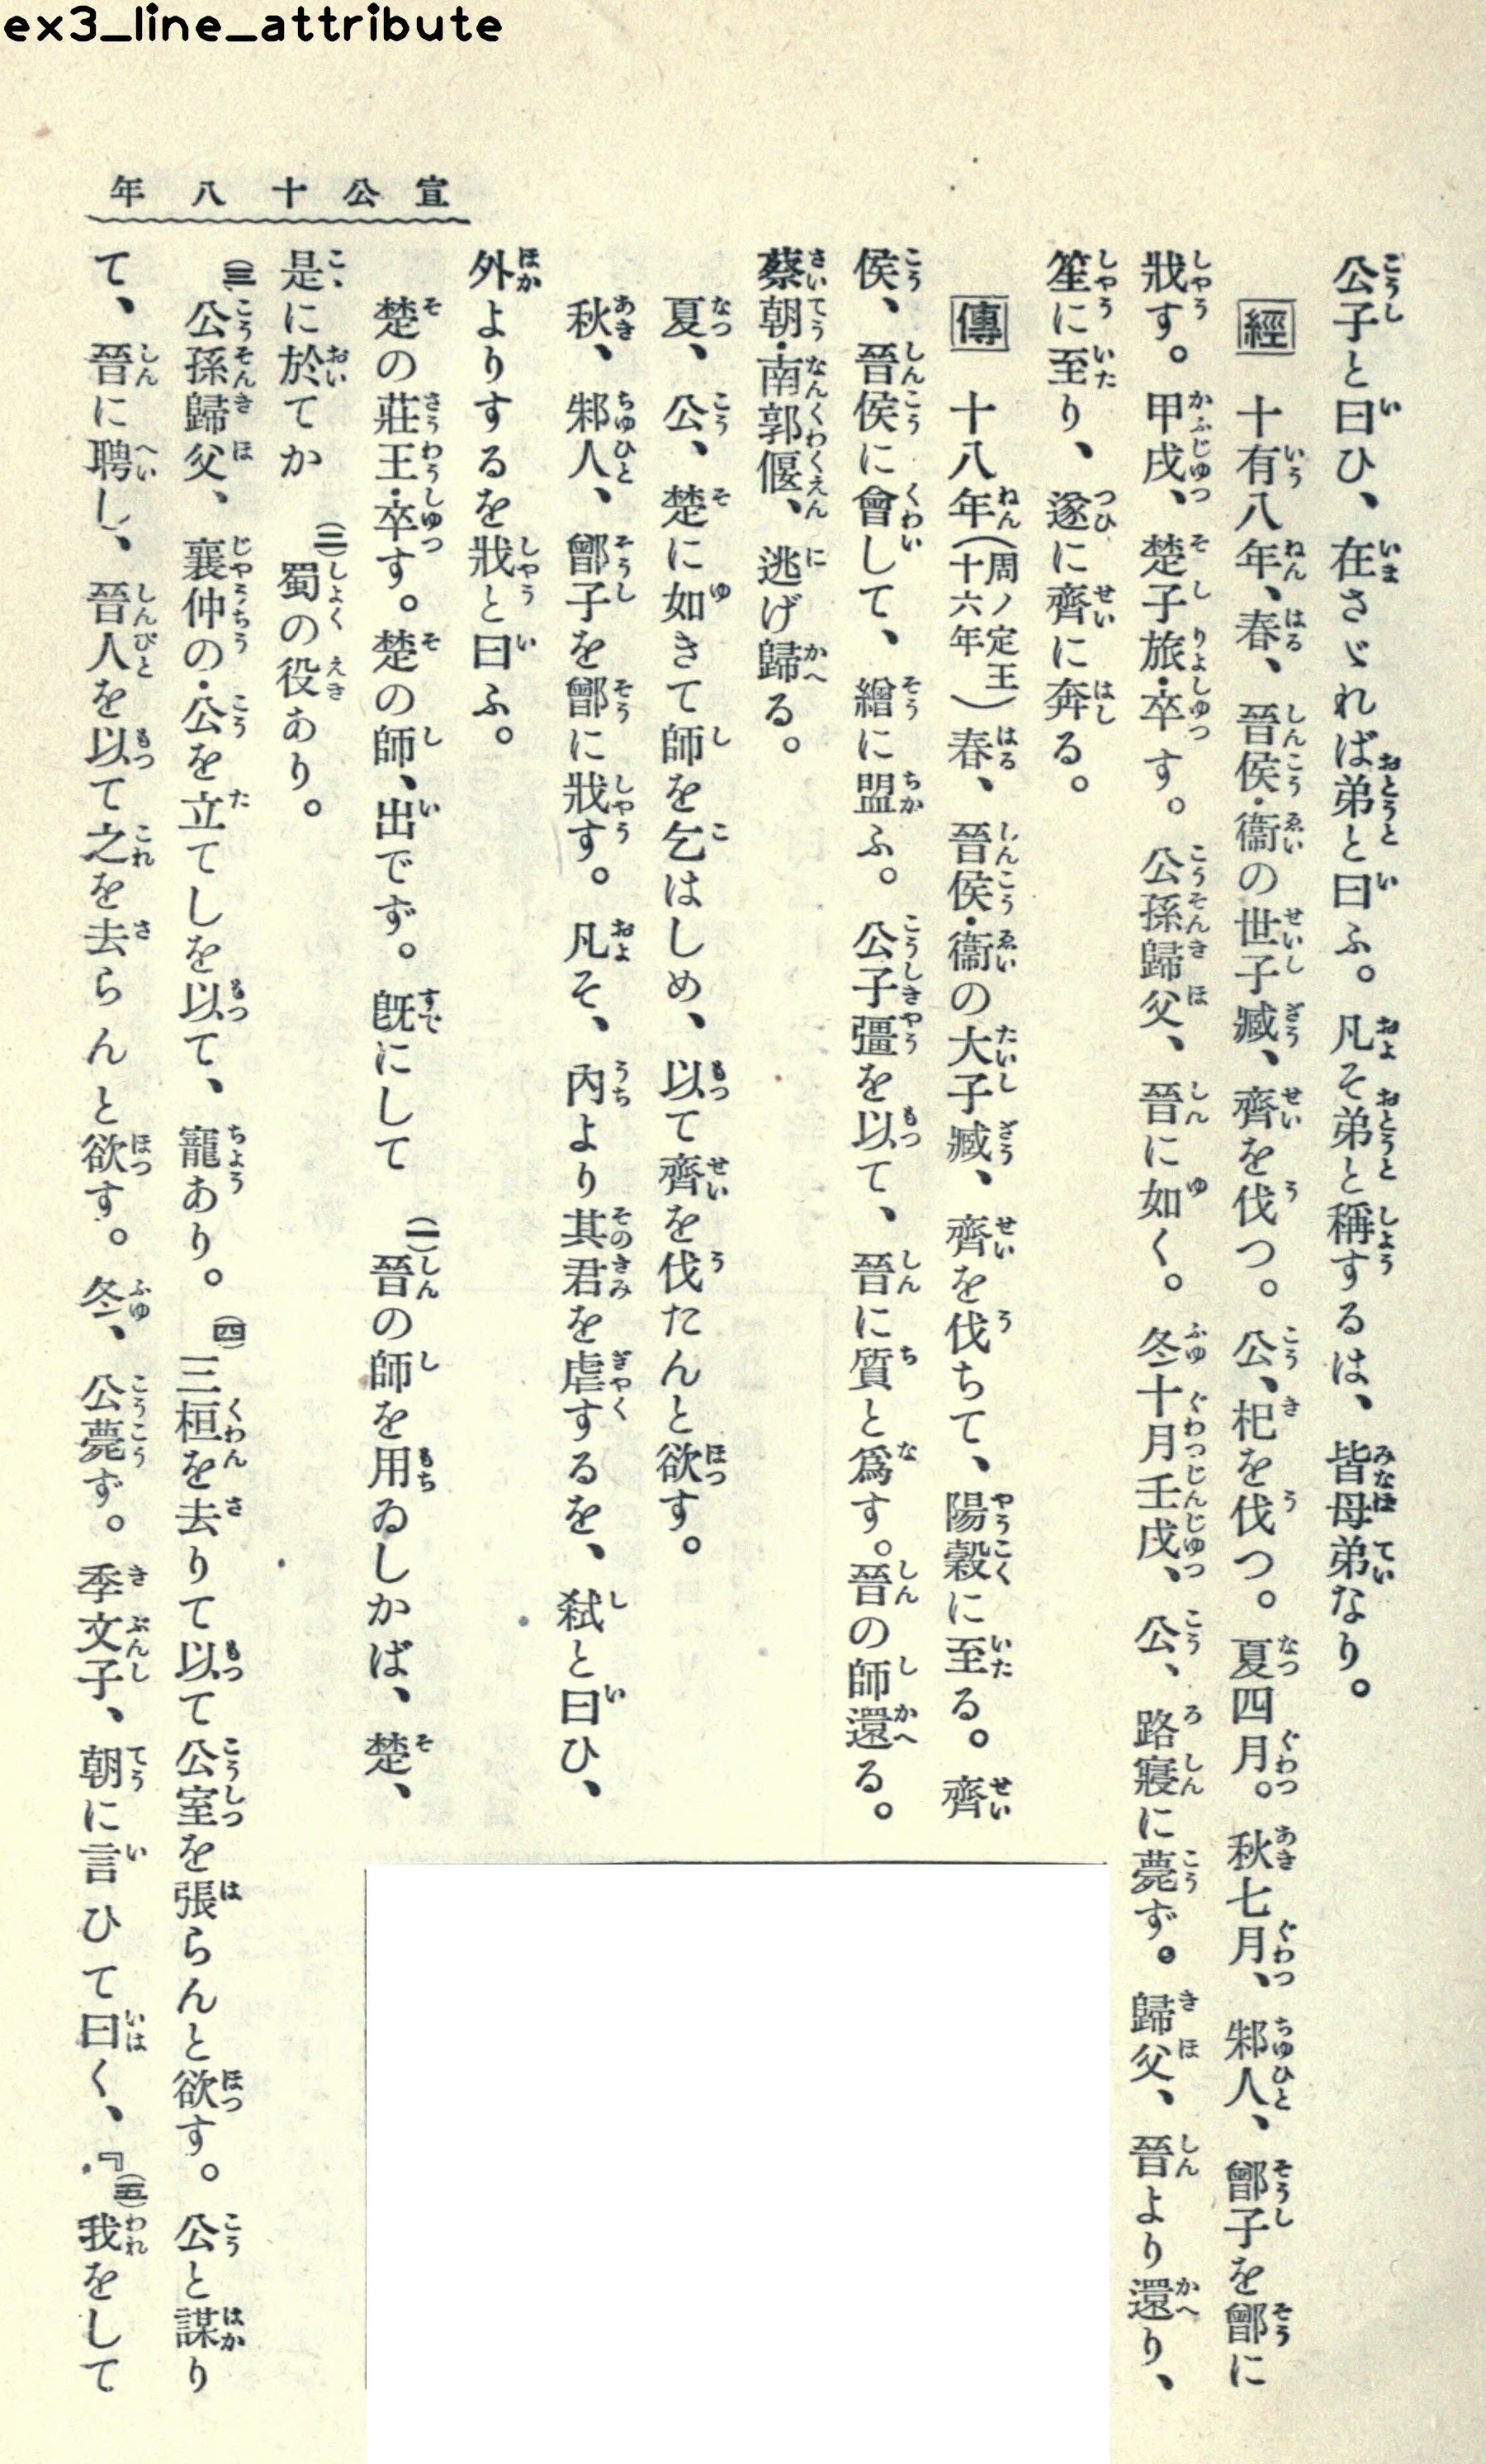 ex3_line_attribute
宣公十八年
公子と曰ひ、在さゞれば弟と曰ふ。凡そ弟と稱するは、皆母弟なり。
經 十有八年、春、晉侯・衞の世子臧、齊を伐つ。公、杞を伐つ。夏四月。秋七月、邾人、鄫子を鄫に
戕す。甲戌、楚子旅・卒す。公孫歸父、晉に如く。冬十月壬戌、公、路寢に薨ず。歸父、晉より還り、
笙に至り、遂に齊に奔る。
傳 十八年(周ノ定王十六年)春、晉侯・衞の大子臧、齊を伐ちて、陽穀に至る。齊
侯、晉侯に會して、繒に盟ふ。公子彊を以て、晉に質と爲す。晉の師還る。
蔡朝・南郭偃、逃げ歸る。
夏、公、楚に如きて師を乞はしめ、以て齊を伐たんと欲す。
秋、邾人、鄫子を鄫に戕す。凡そ、內より其君を虐するを、弒と曰ひ、
外よりするを戕と曰ふ。
楚の莊王・卒す。楚の師、出でず。旣にして(一)晉の師を用ゐしかば、楚、
是に於てか(二)蜀の役あり。
(三)公孫歸父、襄仲の・公を立てしを以て、寵あり。(四)三桓を去りて以て公室を張らんと欲す。公と謀り
て、晉に聘し、晉人を以て之を去らんと欲す。冬、公薨ず。季文子、朝に言ひて曰く、『(五)我をして